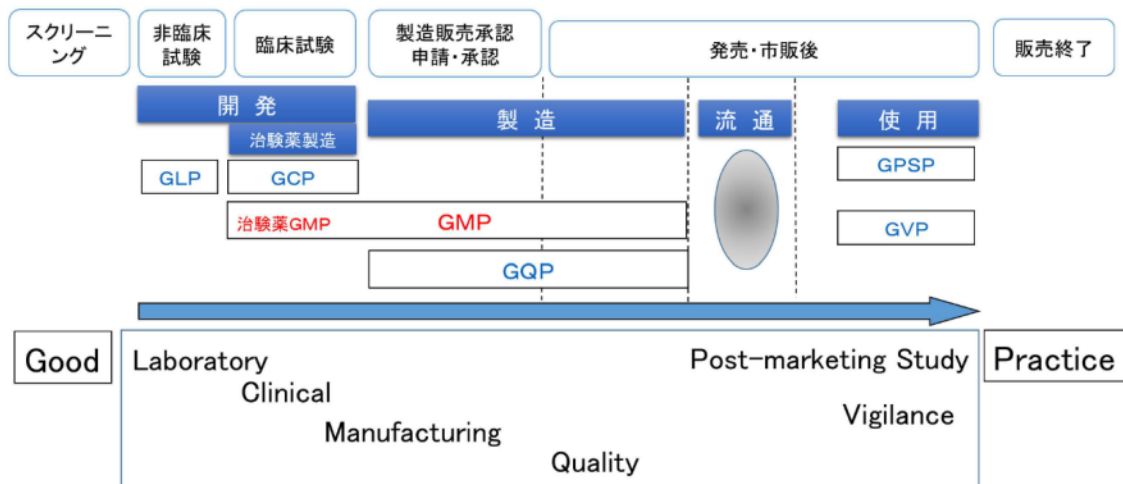 スクリーニ
ング
非臨床
試験
臨床試験
製造販売承認
申請・承認
発売・市販後
販売終了
開 発
製 造
流 通
使 用
治験薬製造
GLP
GCP
GPSP
治験薬GMP
GMP
GVP
GQP
Good
Laboratory
Clinical
Manufacturing
Quality
Post-marketing Study
Vigilance
Practice